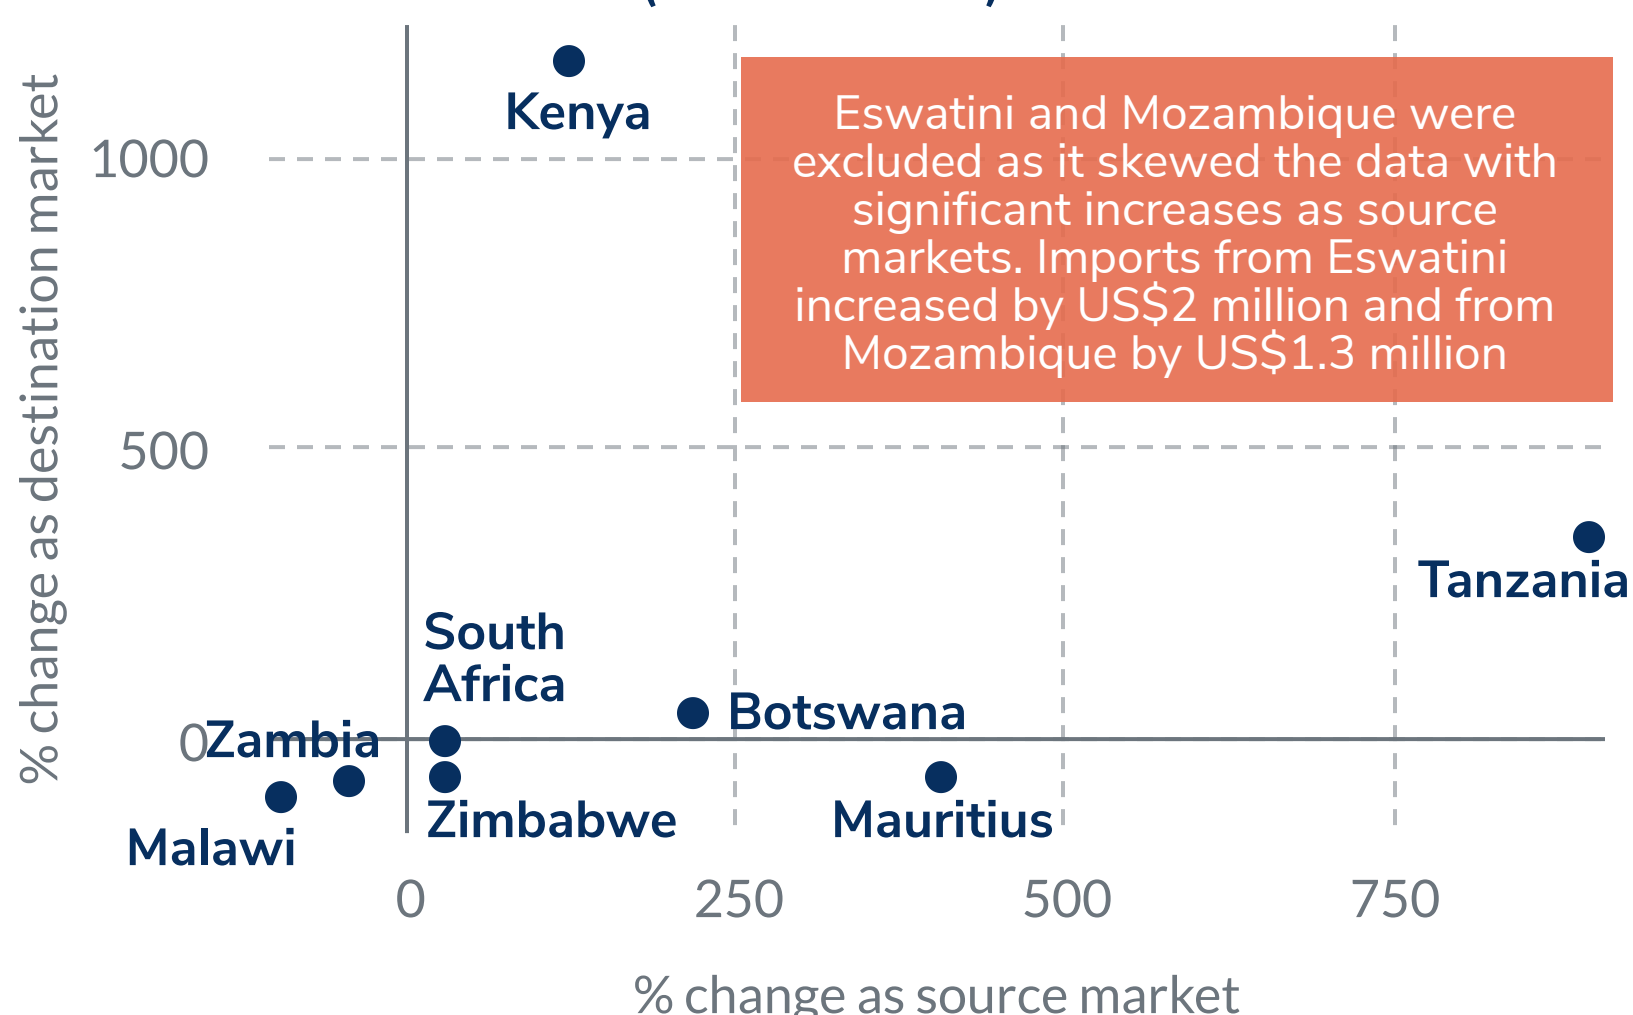 % change as destination market
1000
500
0
Kenya
Eswatini and Mozambique were
excluded as it skewed the data with
significant increases as source
markets. Imports from Eswatini
increased by US$2 million and from
Mozambique by US$1.3 million
Tanzania
South
Africa
Botswana
Zambia
Malawi
Zimbabwe
Mauritius
0
250
500
750
% change as source market